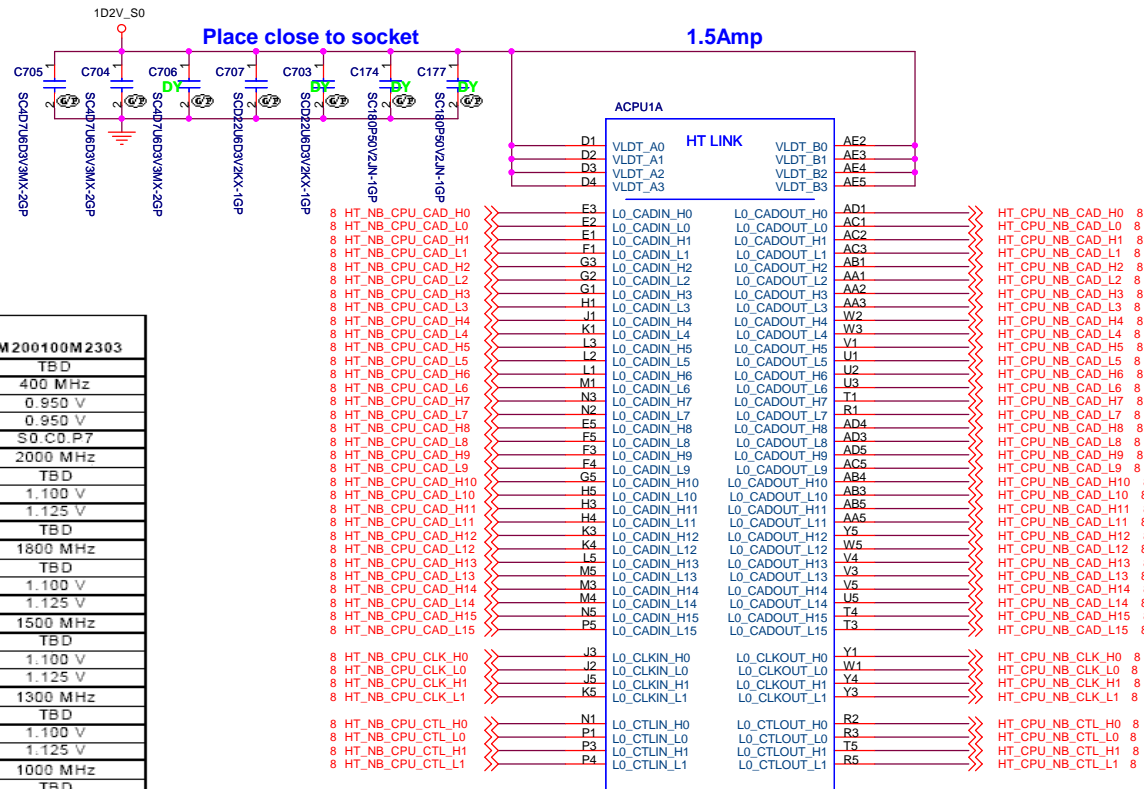 1D2V_S0
Place close to socket
1.5Amp
C705
C704
C706
C707
C703
C174
C177
1 1 1 1 1 1 1
DY DY DY DY
2 2 2 2 2 2 2
SC4D7U6D3V3MX-2GP
SC4D7U6D3V3MX-2GP
SC4D7U6D3V3MX-2GP
SCD22U6D3V2KX-1GP
SCD22U6D3V2KX-1GP
SC180P50V2JN-1GP
SC180P50V2JN-1GP
ACPU1A
HT LINK
D1 VLDT_A0 VLDT_B0 AE2
D2 VLDT_A1 VLDT_B1 AE3
D3 VLDT_A2 VLDT_B2 AE4
D4 VLDT_A3 VLDT_B3 AE5
8 HT_NB_CPU_CAD_H0 E3 L0_CADIN_H0 L0_CADOUT_H0 AD1 HT_CPU_NB_CAD_H0 8
8 HT_NB_CPU_CAD_L0 E2 L0_CADIN_L0 L0_CADOUT_L0 AC1 HT_CPU_NB_CAD_L0 8
8 HT_NB_CPU_CAD_H1 E1 L0_CADIN_H1 L0_CADOUT_H1 AC2 HT_CPU_NB_CAD_H1 8
8 HT_NB_CPU_CAD_L1 F1 L0_CADIN_L1 L0_CADOUT_L1 AC3 HT_CPU_NB_CAD_L1 8
8 HT_NB_CPU_CAD_H2 G3 L0_CADIN_H2 L0_CADOUT_H2 AB1 HT_CPU_NB_CAD_H2 8
8 HT_NB_CPU_CAD_L2 G2 L0_CADIN_L2 L0_CADOUT_L2 AA1 HT_CPU_NB_CAD_L2 8
8 HT_NB_CPU_CAD_H3 G1 L0_CADIN_H3 L0_CADOUT_H3 AA2 HT_CPU_NB_CAD_H3 8
8 HT_NB_CPU_CAD_L3 H1 L0_CADIN_L3 L0_CADOUT_L3 AA3 HT_CPU_NB_CAD_L3 8
8 HT_NB_CPU_CAD_H4 J1 L0_CADIN_H4 L0_CADOUT_H4 W2 HT_CPU_NB_CAD_H4 8
8 HT_NB_CPU_CAD_L4 K1 L0_CADIN_L4 L0_CADOUT_L4 W3 HT_CPU_NB_CAD_L4 8
8 HT_NB_CPU_CAD_H5 L3 L0_CADIN_H5 L0_CADOUT_H5 V1 HT_CPU_NB_CAD_H5 8
8 HT_NB_CPU_CAD_L5 L2 L0_CADIN_L5 L0_CADOUT_L5 U1 HT_CPU_NB_CAD_L5 8
8 HT_NB_CPU_CAD_H6 L1 L0_CADIN_H6 L0_CADOUT_H6 U2 HT_CPU_NB_CAD_H6 8
8 HT_NB_CPU_CAD_L6 M1 L0_CADIN_L6 L0_CADOUT_L6 U3 HT_CPU_NB_CAD_L6 8
8 HT_NB_CPU_CAD_H7 N3 L0_CADIN_H7 L0_CADOUT_H7 T1 HT_CPU_NB_CAD_H7 8
8 HT_NB_CPU_CAD_L7 N2 L0_CADIN_L7 L0_CADOUT_L7 R1 HT_CPU_NB_CAD_L7 8
8 HT_NB_CPU_CAD_H8 E5 L0_CADIN_H8 L0_CADOUT_H8 AD4 HT_CPU_NB_CAD_H8 8
8 HT_NB_CPU_CAD_L8 F5 L0_CADIN_L8 L0_CADOUT_L8 AD3 HT_CPU_NB_CAD_L8 8
8 HT_NB_CPU_CAD_H9 F3 L0_CADIN_H9 L0_CADOUT_H9 AD5 HT_CPU_NB_CAD_H9 8
8 HT_NB_CPU_CAD_L9 F4 L0_CADIN_L9 L0_CADOUT_L9 AC5 HT_CPU_NB_CAD_L9 8
8 HT_NB_CPU_CAD_H10 G5 L0_CADIN_H10 L0_CADOUT_H10 AB4 HT_CPU_NB_CAD_H10
8 HT_NB_CPU_CAD_L10 H5 L0_CADIN_L10 L0_CADOUT_L10 AB3 HT_CPU_NB_CAD_L10 8
8 HT_NB_CPU_CAD_H11 H3 L0_CADIN_H11 L0_CADOUT_H11 AB5 HT_CPU_NB_CAD_H11
8 HT_NB_CPU_CAD_L11 H4 L0_CADIN_L11 L0_CADOUT_L11 AA5 HT_CPU_NB_CAD_L11 8
8 HT_NB_CPU_CAD_H12 K3 L0_CADIN_H12 L0_CADOUT_H12 Y5 HT_CPU_NB_CAD_H12
8 HT_NB_CPU_CAD_L12 K4 L0_CADIN_L12 L0_CADOUT_L12 W5 HT_CPU_NB_CAD_L12 8
8 HT_NB_CPU_CAD_H13 L5 L0_CADIN_H13 L0_CADOUT_H13 V4 HT_CPU_NB_CAD_H13
8 HT_NB_CPU_CAD_L13 M5 L0_CADIN_L13 L0_CADOUT_L13 V3 HT_CPU_NB_CAD_L13 8
8 HT_NB_CPU_CAD_H14 M3 L0_CADIN_H14 L0_CADOUT_H14 V5 HT_CPU_NB_CAD_H14
8 HT_NB_CPU_CAD_L14 M4 L0_CADIN_L14 L0_CADOUT_L14 U5 HT_CPU_NB_CAD_L14 8
8 HT_NB_CPU_CAD_H15 N5 L0_CADIN_H15 L0_CADOUT_H15 T4 HT_CPU_NB_CAD_H15
8 HT_NB_CPU_CAD_L15 P5 L0_CADIN_L15 L0_CADOUT_L15 T3 HT_CPU_NB_CAD_L15 8
8 HT_NB_CPU_CLK_H0 J3 L0_CLKIN_H0 L0_CLKOUT_H0 Y1 HT_CPU_NB_CLK_H0 8
8 HT_NB_CPU_CLK_L0 J2 L0_CLKIN_L0 L0_CLKOUT_L0 W1 HT_CPU_NB_CLK_L0 8
8 HT_NB_CPU_CLK_H1 J5 L0_CLKIN_H1 L0_CLKOUT_H1 Y4 HT_CPU_NB_CLK_H1 8
8 HT_NB_CPU_CLK_L1 K5 L0_CLKIN_L1 L0_CLKOUT_L1 Y3 HT_CPU_NB_CLK_L1 8
8 HT_NB_CPU_CTL_H0 N1 L0_CTLIN_H0 L0_CTLOUT_H0 R2 HT_CPU_NB_CTL_H0 8
8 HT_NB_CPU_CTL_L0 P1 L0_CTLIN_L0 L0_CTLOUT_L0 R3 HT_CPU_NB_CTL_L0 8
8 HT_NB_CPU_CTL_H1 P3 L0_CTLIN_H1 L0_CTLOUT_H1 T5 HT_CPU_NB_CTL_H1 8
8 HT_NB_CPU_CTL_L1 P4 L0_CTLIN_L1 L0_CTLOUT_L1 R5 HT_CPU_NB_CTL_L1 8
M200100M2303
TBD
400 MHz
0.950 V
0.950 V
S0.C0.P7
2000 MHz
TBD
1.100 V
1.125 V
TBD
1800 MHz
TBD
1.100 V
1.125 V
1500 MHz
TBD
1.100 V
1.125 V
1300 MHz
TBD
1.100 V
1.125 V
1000 MHz
TBD